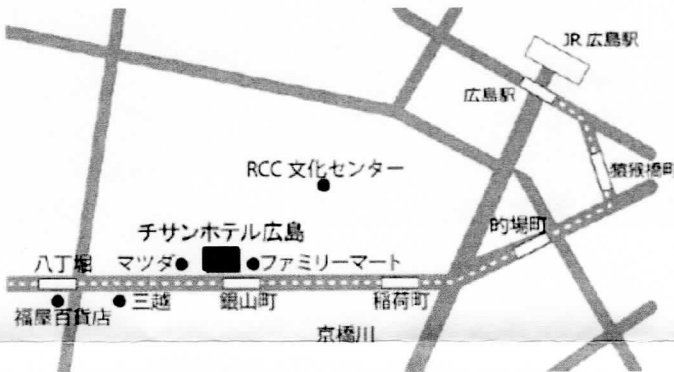 JR 広島駅
広島駅
猿猴橋町
RCC 文化センター
的場町
チサンホテル広島
八丁堀
マツダ
ファミリーマート
福屋百貨店
三越
銀山町
稲荷町
京橋川